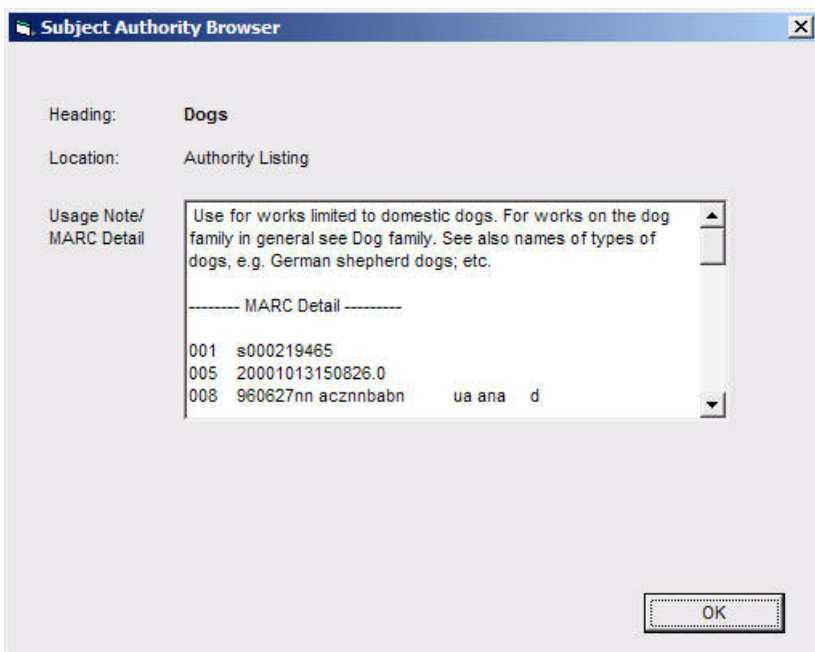 Subject Authority Browser
Heading: Dogs
Location: Authority Listing
Usage Note/
MARC Detail
Use for works limited to domestic dogs. For works on the dog
family in general see Dog family. See also names of types of
dogs, e.g. German shepherd dogs; etc.
-------- MARC Detail ---------
001 s000219465
005 20001013150826.0
008 960627nn acznnbabn ua ana d
OK